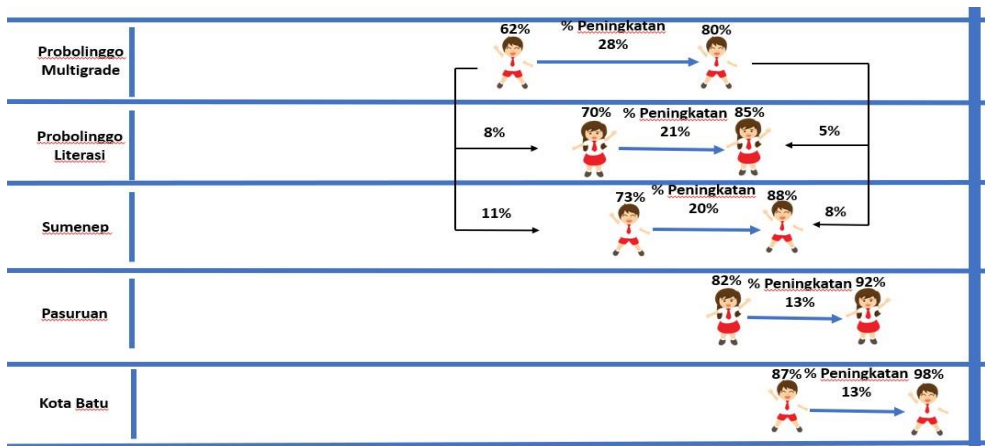 Probolinggo
Multigrade
62%
% Peningkatan
28%
80%
Probolinggo
Literasi
8%
70%
% Peningkatan
21%
85%
5%
Sumenep
11%
73%
% Peningkatan
20%
88%
8%
Pasuruan
82%
% Peningkatan
13%
92%
Kota Batu
87%
% Peningkatan
13%
98%